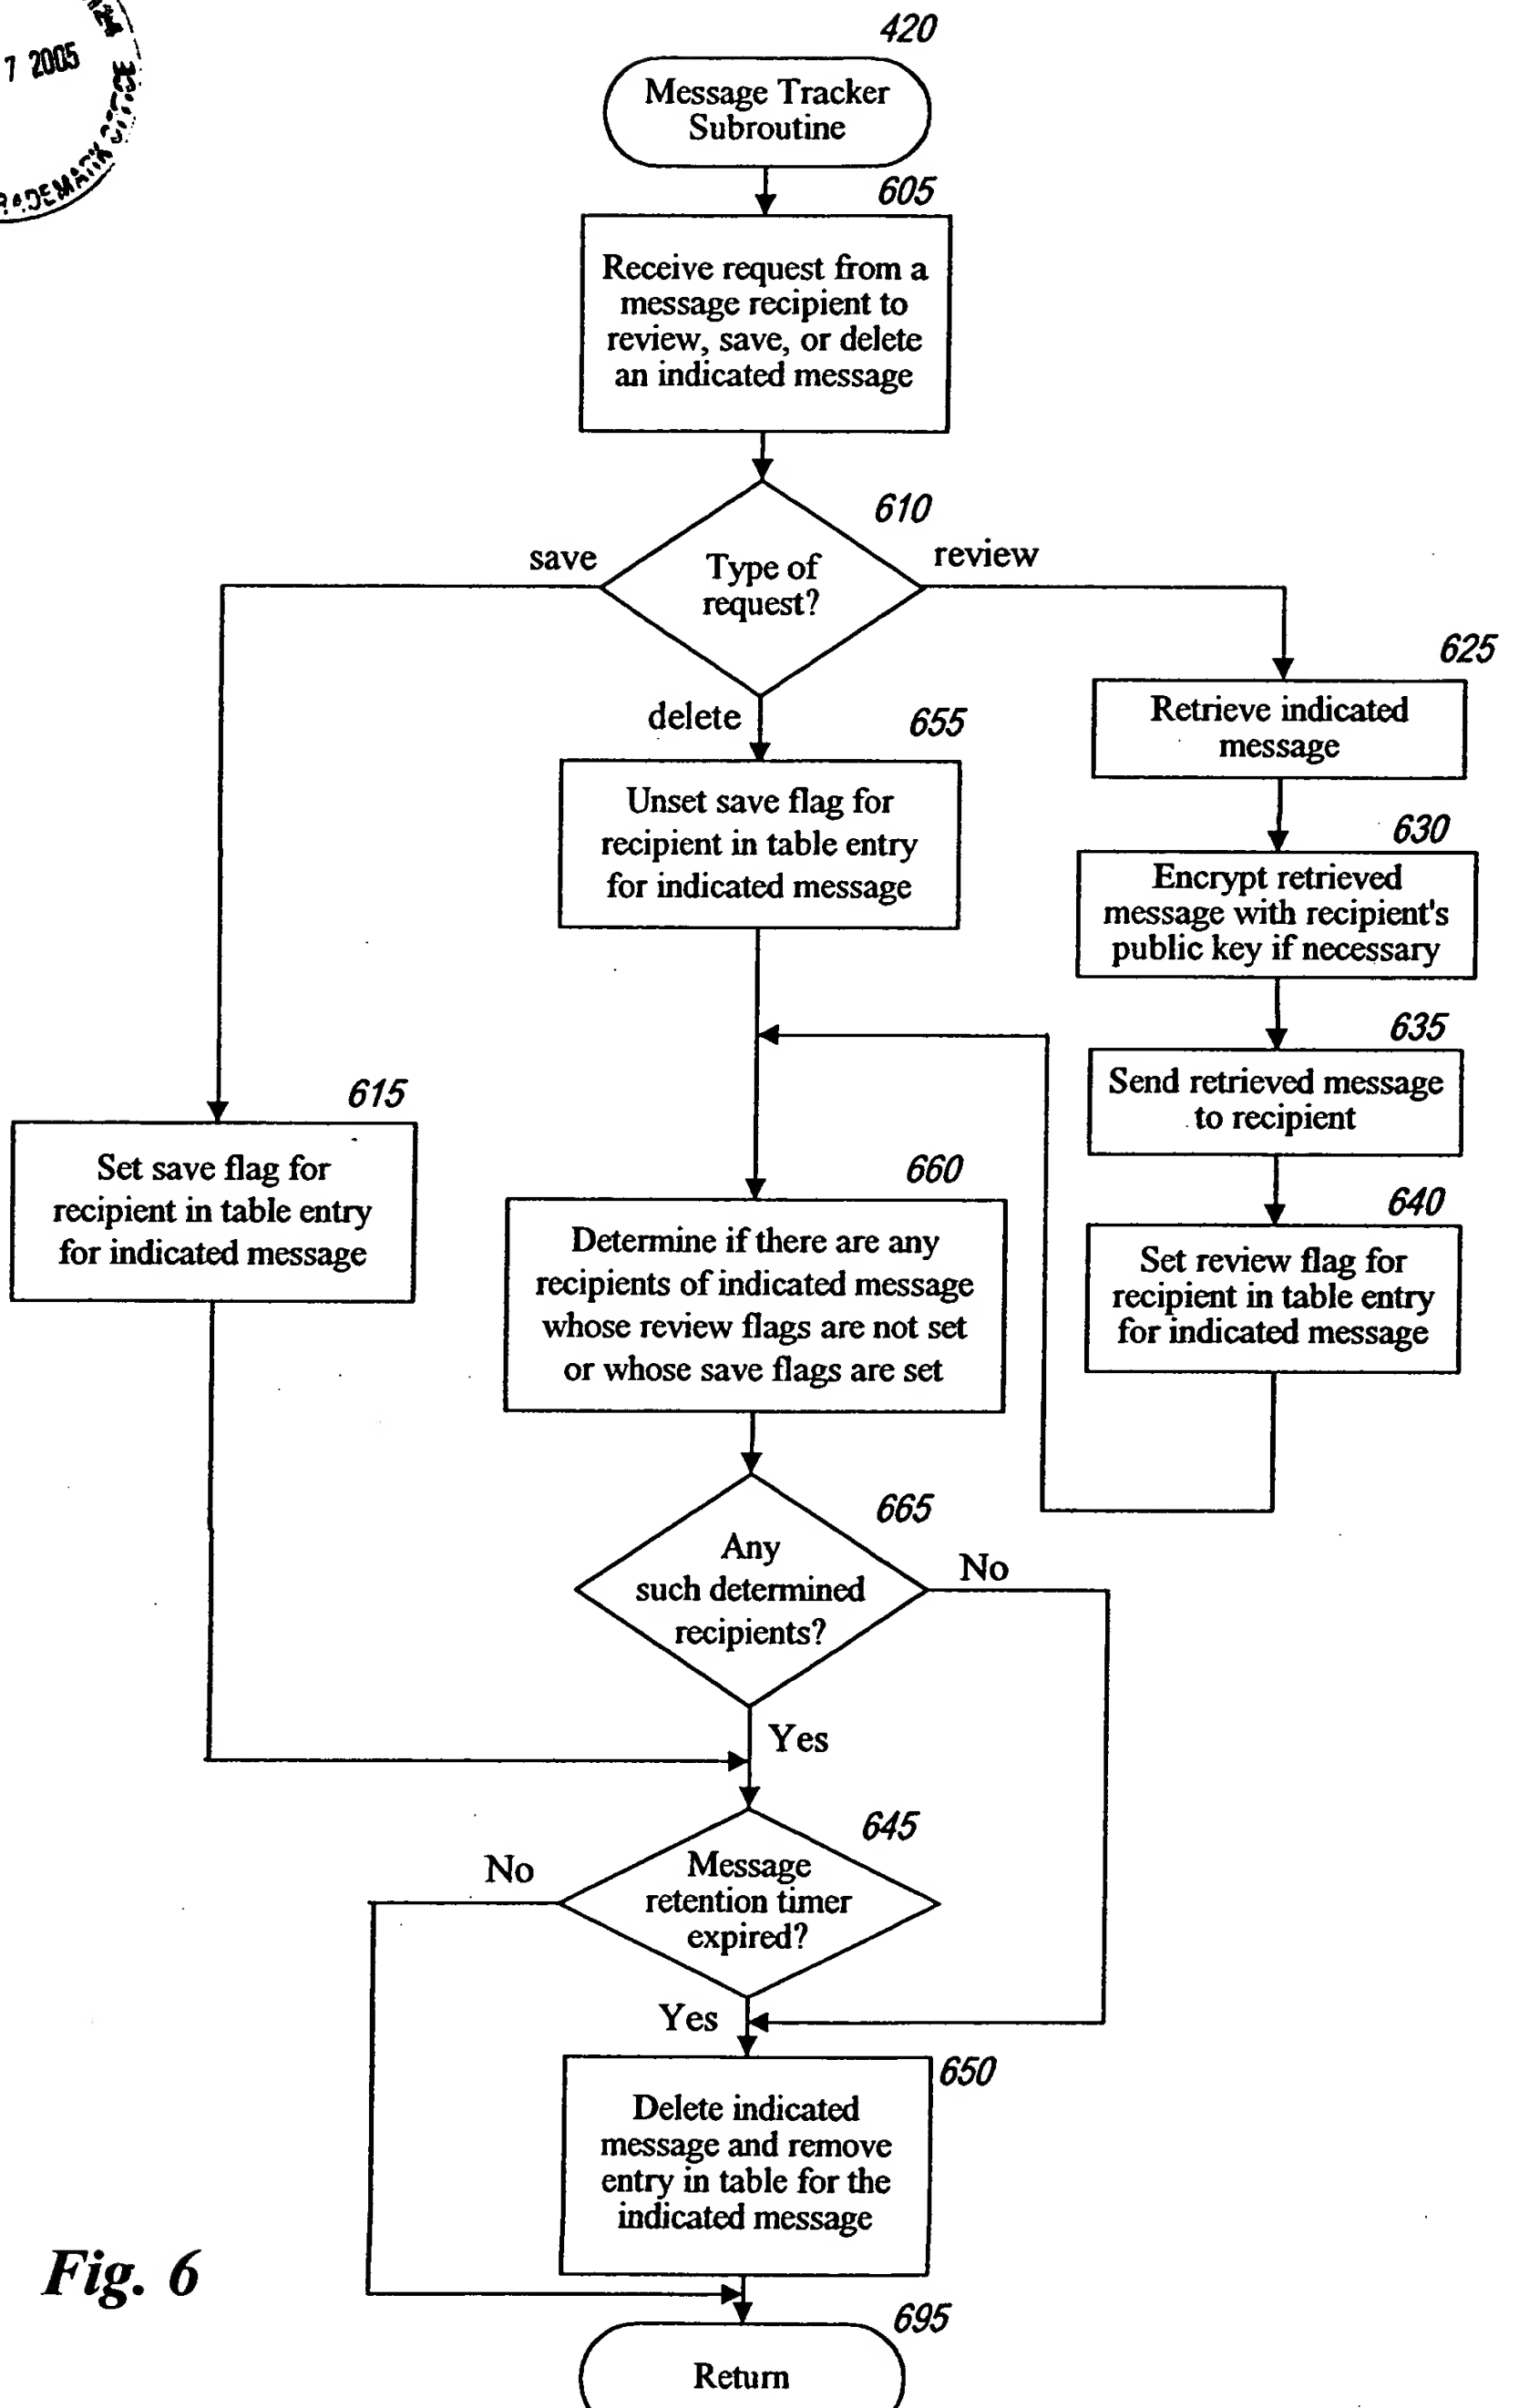 7 2005
420
Message Tracker
Subroutine
605
Receive request from a
message recipient to
review, save, or delete
an indicated message
610
save
Type of
request?
review
625
Retrieve indicated
message
delete
655
Unset save flag for
recipient in table entry
for indicated message
630
Encrypt retrieved
message with recipient's
public key if necessary
635
Send retrieved message
to recipient
615
Set save flag for
recipient in table entry
for indicated message
660
Determine if there are any
recipients of indicated message
whose review flags are not set
or whose save flags are set
640
Set review flag for
recipient in table entry
for indicated message
665
Any
such determined
recipients?
No
Yes
645
No
Message
retention timer
expired?
Yes
650
Delete indicated
message and remove
entry in table for the
indicated message
Fig. 6
695
Return